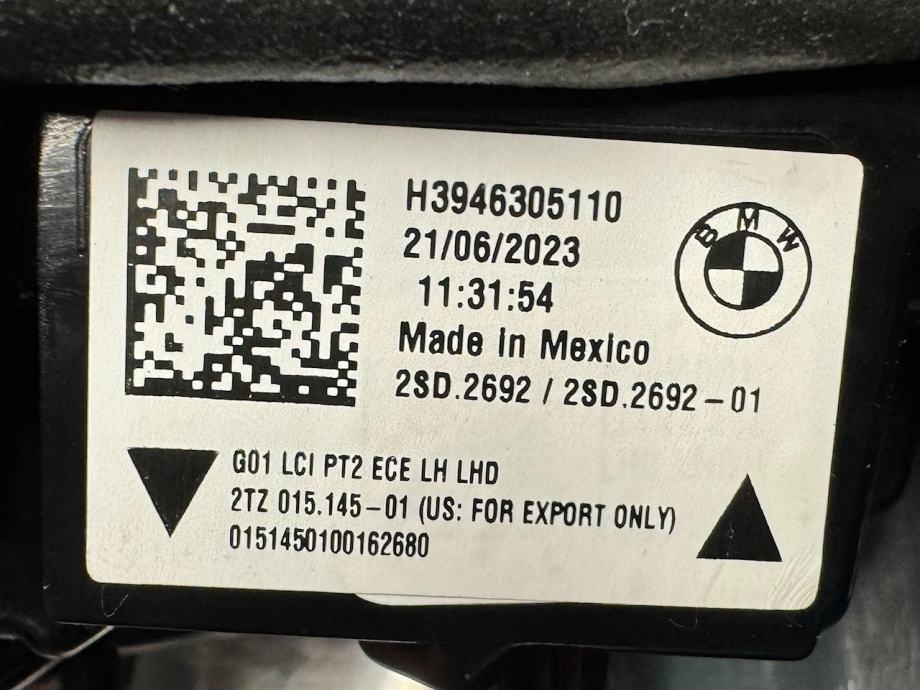 H3946305110
21/06/2023
11:31:54
Made in Mexico
2SD.2692 / 2SD.2692-01
BMW
G01 LCI PT2 ECE LH LHD
2TZ 015.145-01 (US: FOR EXPORT ONLY)
0151450100162680